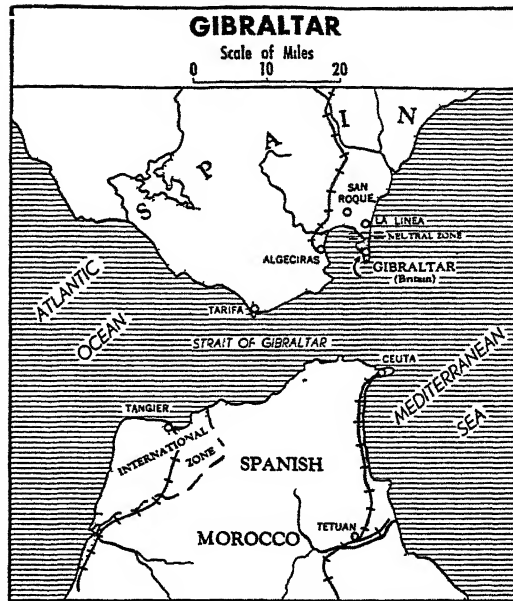 GIBRALTAR
Scale of Miles
0 10 20
S P A I N
SAN
ROQUE
LA LINEA
NEUTRAL ZONE
ALGECIRAS
GIBRALTAR
(Britain)
ATLANTIC
OCEAN
TARIFA
STRAIT OF GIBRALTAR
CEUTA
MEDITERRANEAN
SEA
TANGIER
INTERNATIONAL
ZONE
SPANISH
MOROCCO
TETUAN